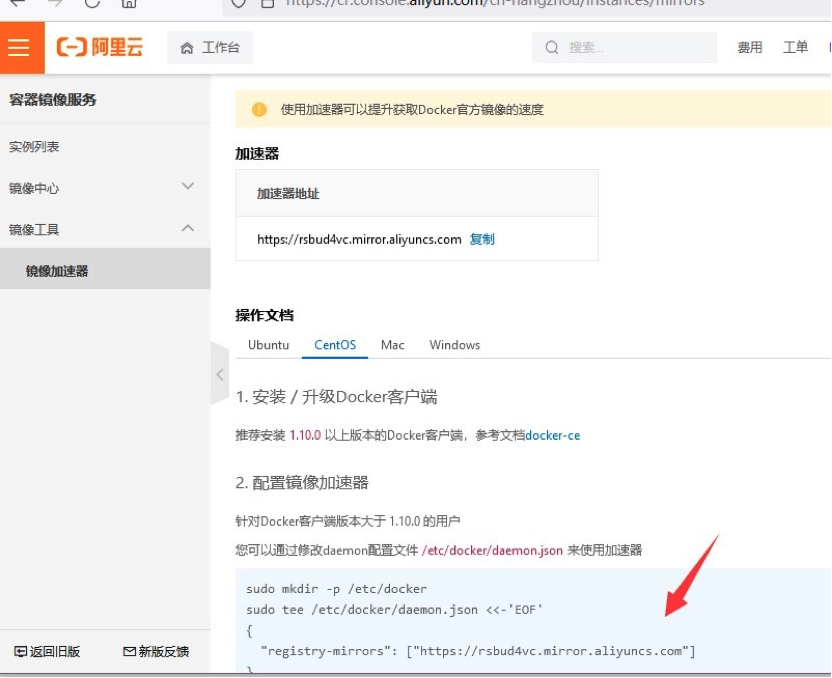 https://cr.console.aliyun.com/cn-hangzhou/instances/mirrors
阿里云
工作台
搜索...
费用
工单
容器镜像服务
实例列表
镜像中心
镜像工具
镜像加速器
返回旧版
新版反馈
使用加速器可以提升获取Docker官方镜像的速度
加速器
加速器地址
https://rsbud4vc.mirror.aliyuncs.com 复制
操作文档
Ubuntu CentOS Mac Windows
1. 安装 / 升级Docker客户端
推荐安装 1.10.0 以上版本的Docker客户端，参考文档docker-ce
2. 配置镜像加速器
针对Docker客户端版本大于 1.10.0 的用户
您可以通过修改daemon配置文件 /etc/docker/daemon.json 来使用加速器
sudo mkdir -p /etc/docker
sudo tee /etc/docker/daemon.json <<-'EOF'
{
"registry-mirrors": ["https://rsbud4vc.mirror.aliyuncs.com"]
}